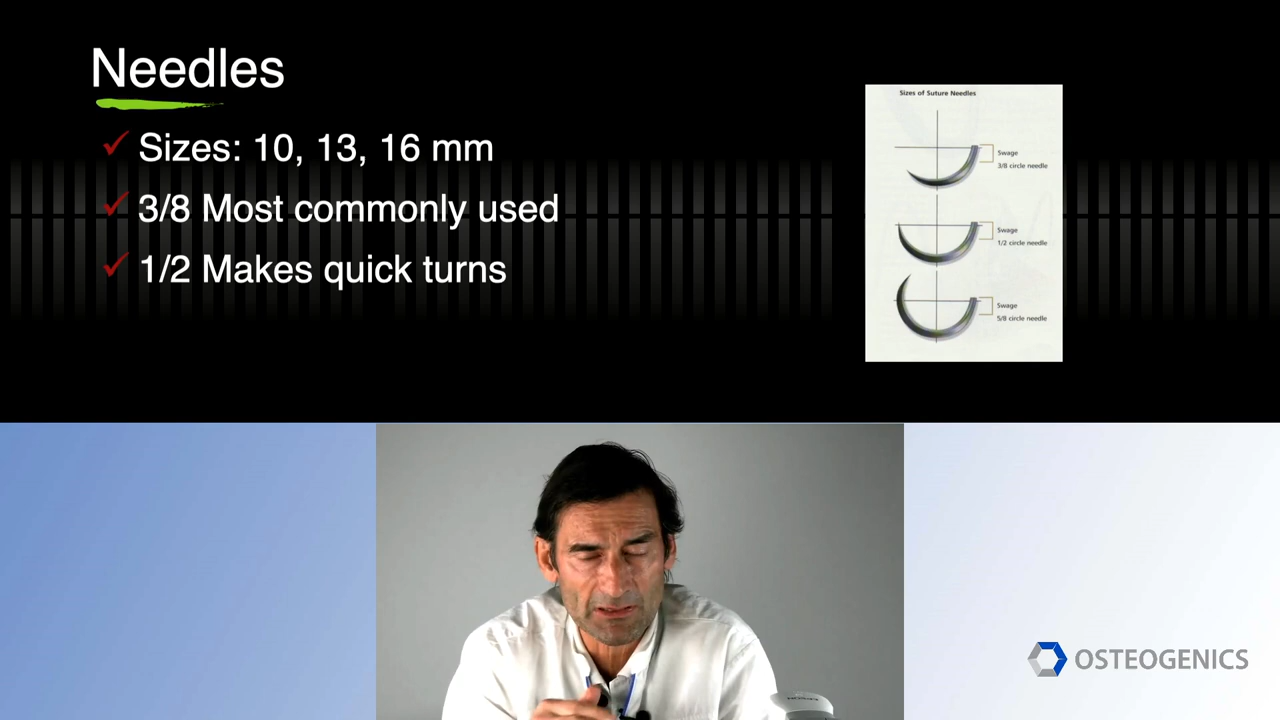 Needles
Sizes: 10, 13, 16 mm
3/8 Most commonly used
1/2 Makes quick turns
Sizes of Suture Needles
Swage
3/8 circle needle
Swage
1/2 circle needle
Swage
5/8 circle needle
OSTEOGENICS